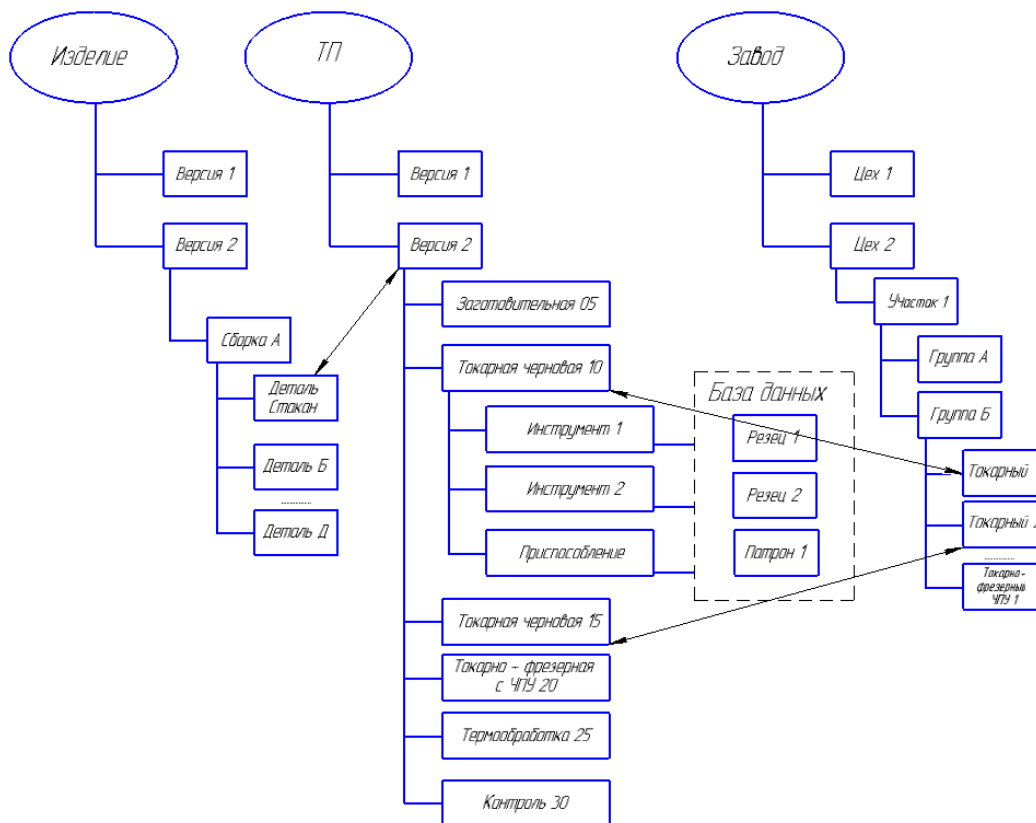 Изделие
ТП
Завод
Версия 1
Версия 1
Цех 1
Версия 2
Версия 2
Цех 2
Заготовительная 05
Участок 1
Сборка А
Токарная черновая 10
Группа А
Деталь
Стакан
База данных
Группа Б
Инструмент 1
Резец 1
Деталь Б
Токарный
Инструмент 2
Резец 2
Деталь Д
Токарный
Приспособление
Патрон 1
Токарно-
фрезерный
ЧПУ 1
Токарная черновая 15
Токарно - фрезерная
с ЧПУ 20
Термообработка 25
Контроль 30